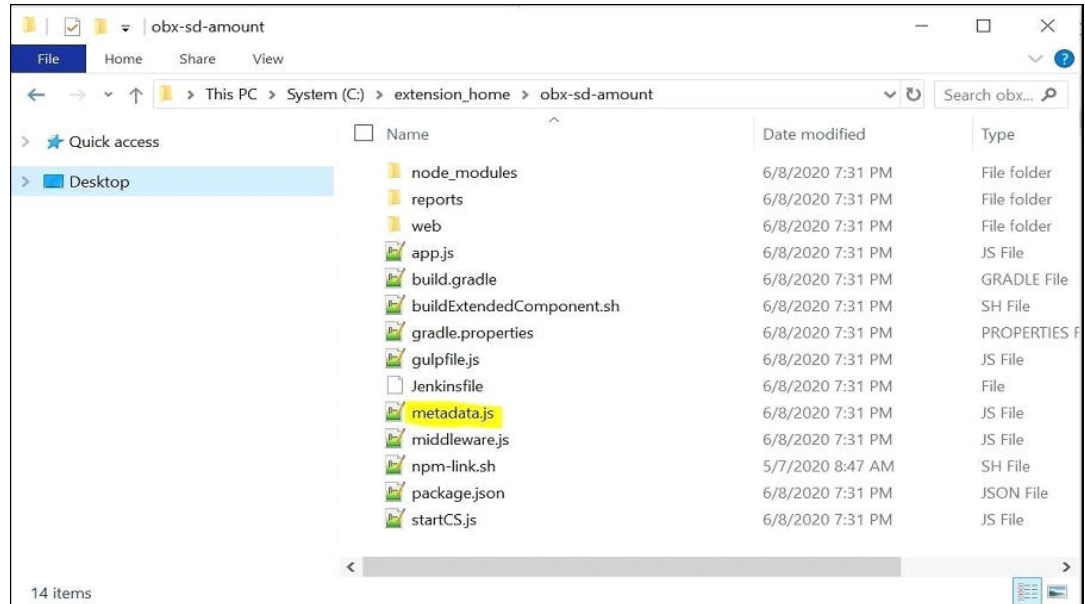 obx-sd-amount
File Home Share View
This PC > System (C:) > extension_home > obx-sd-amount
Search obx...
Quick access
Desktop
Name Date modified Type
node_modules 6/8/2020 7:31 PM File folder
reports 6/8/2020 7:31 PM File folder
web 6/8/2020 7:31 PM File folder
app.js 6/8/2020 7:31 PM JS File
build.gradle 6/8/2020 7:31 PM GRADLE File
buildExtendedComponent.sh 6/8/2020 7:31 PM SH File
gradle.properties 6/8/2020 7:31 PM PROPERTIES F
gulpfile.js 6/8/2020 7:31 PM JS File
Jenkinsfile 6/8/2020 7:31 PM File
metadata.js 6/8/2020 7:31 PM JS File
middleware.js 6/8/2020 7:31 PM JS File
npm-link.sh 5/7/2020 8:47 AM SH File
package.json 6/8/2020 7:31 PM JSON File
startCS.js 6/8/2020 7:31 PM JS File
14 items